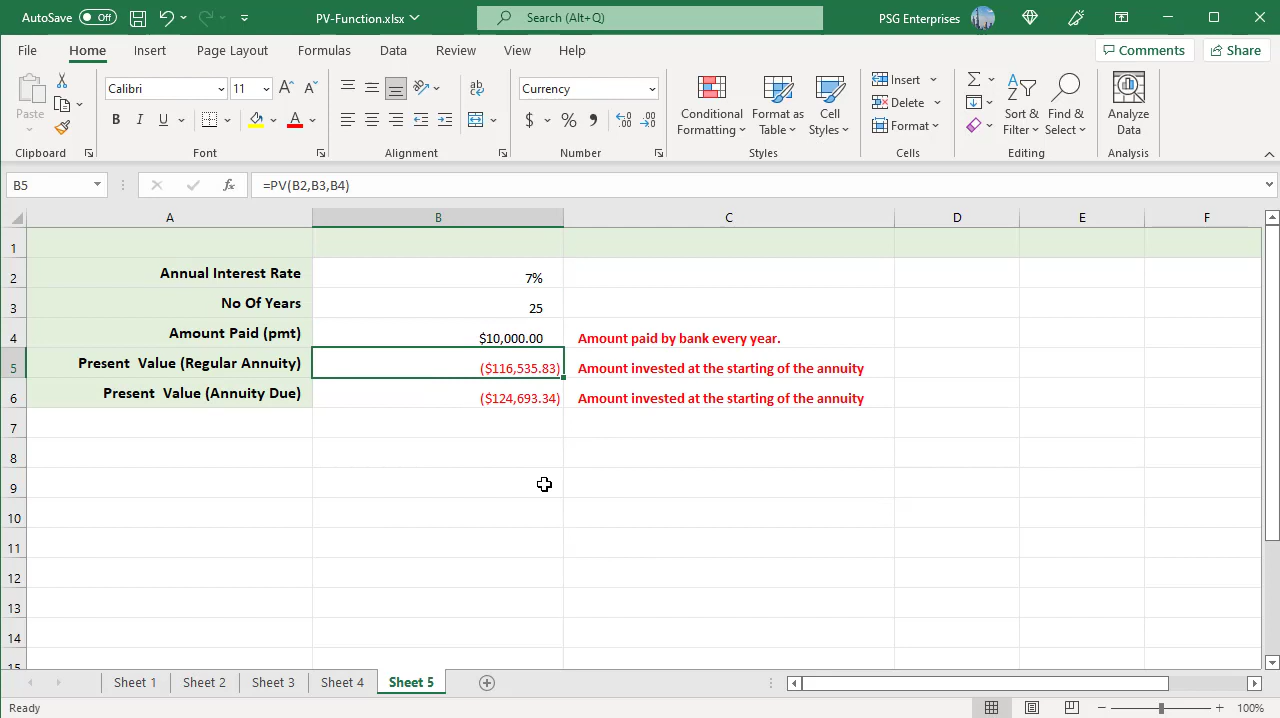 AutoSave Off PV-Function.xlsx Search (Alt+Q) PSG Enterprises
File Home Insert Page Layout Formulas Data Review View Help Comments Share
Paste Calibri 11 Currency Conditional Formatting Format as Table Cell Styles Insert Delete Format Sort & Filter Find & Select Analyze Data
Clipboard Font Alignment Number Styles Cells Editing Analysis
B5 fx =PV(B2,B3,B4)
A B C D E F
1
2 Annual Interest Rate 7%
3 No Of Years 25
4 Amount Paid (pmt) $10,000.00 Amount paid by bank every year.
5 Present Value (Regular Annuity) ($116,535.83) Amount invested at the starting of the annuity
6 Present Value (Annuity Due) ($124,693.34) Amount invested at the starting of the annuity
7
8
9
10
11
12
13
14
15
Sheet 1 Sheet 2 Sheet 3 Sheet 4 Sheet 5
Ready 100%